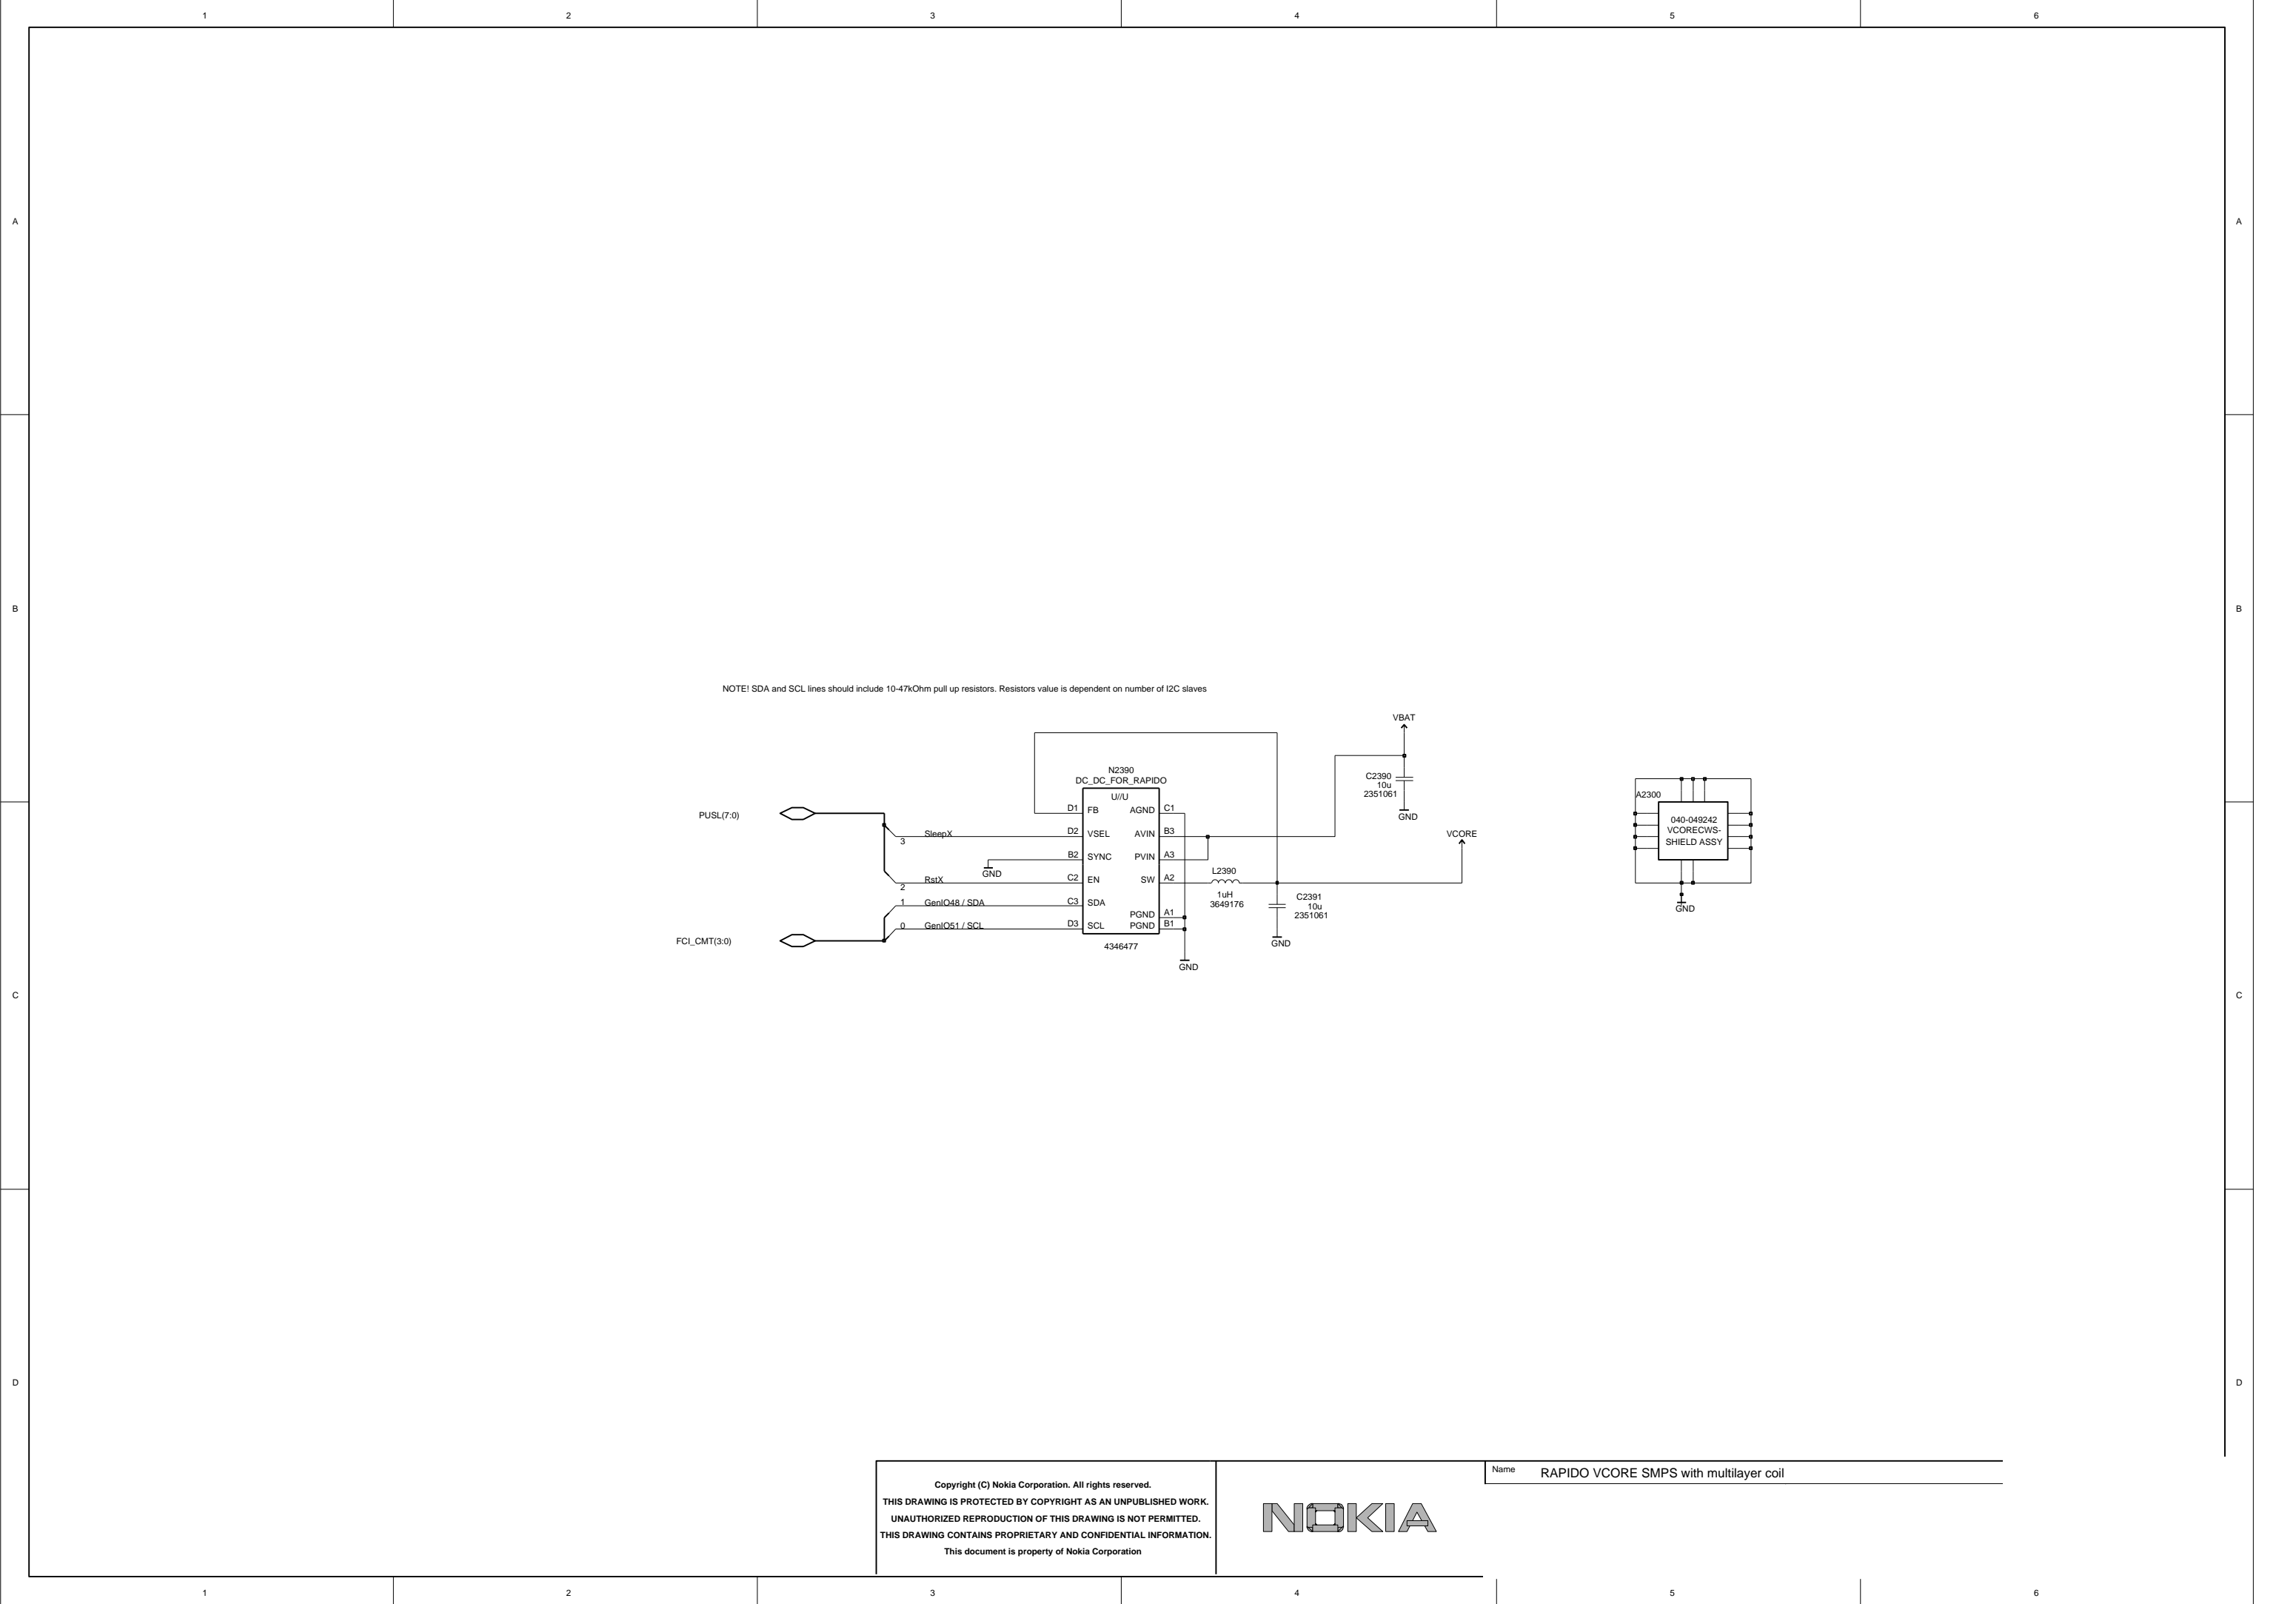 1 2 3 4 5 6
A A
B B
NOTE! SDA and SCL lines should include 10-47kOhm pull up resistors. Resistors value is dependent on number of I2C slaves
VBAT
N2390
DC_DC_FOR_RAPIDO
C2390
10u
2351061
GND
U//U
A2300
PUSL(7:0)
D1 FB AGND C1
SleepX
3
D2 VSEL AVIN B3
VCORE
040-049242
VCORECWS-
SHIELD ASSY
B2 SYNC PVIN A3
GND
L2390
1uH
3649176
RstX
2
C2 EN SW A2
1 GenIO48 / SDA C3 SDA
C2391
10u
2351061
GND
GND
PGND A1
0 GenIO51 / SCL D3 SCL PGND B1
FCI_CMT(3:0)
4346477
GND
C C
D D
Copyright (C) Nokia Corporation. All rights reserved.
THIS DRAWING IS PROTECTED BY COPYRIGHT AS AN UNPUBLISHED WORK.
UNAUTHORIZED REPRODUCTION OF THIS DRAWING IS NOT PERMITTED.
THIS DRAWING CONTAINS PROPRIETARY AND CONFIDENTIAL INFORMATION.
This document is property of Nokia Corporation
NOKIA
Name RAPIDO VCORE SMPS with multilayer coil
1 2 3 4 5 6